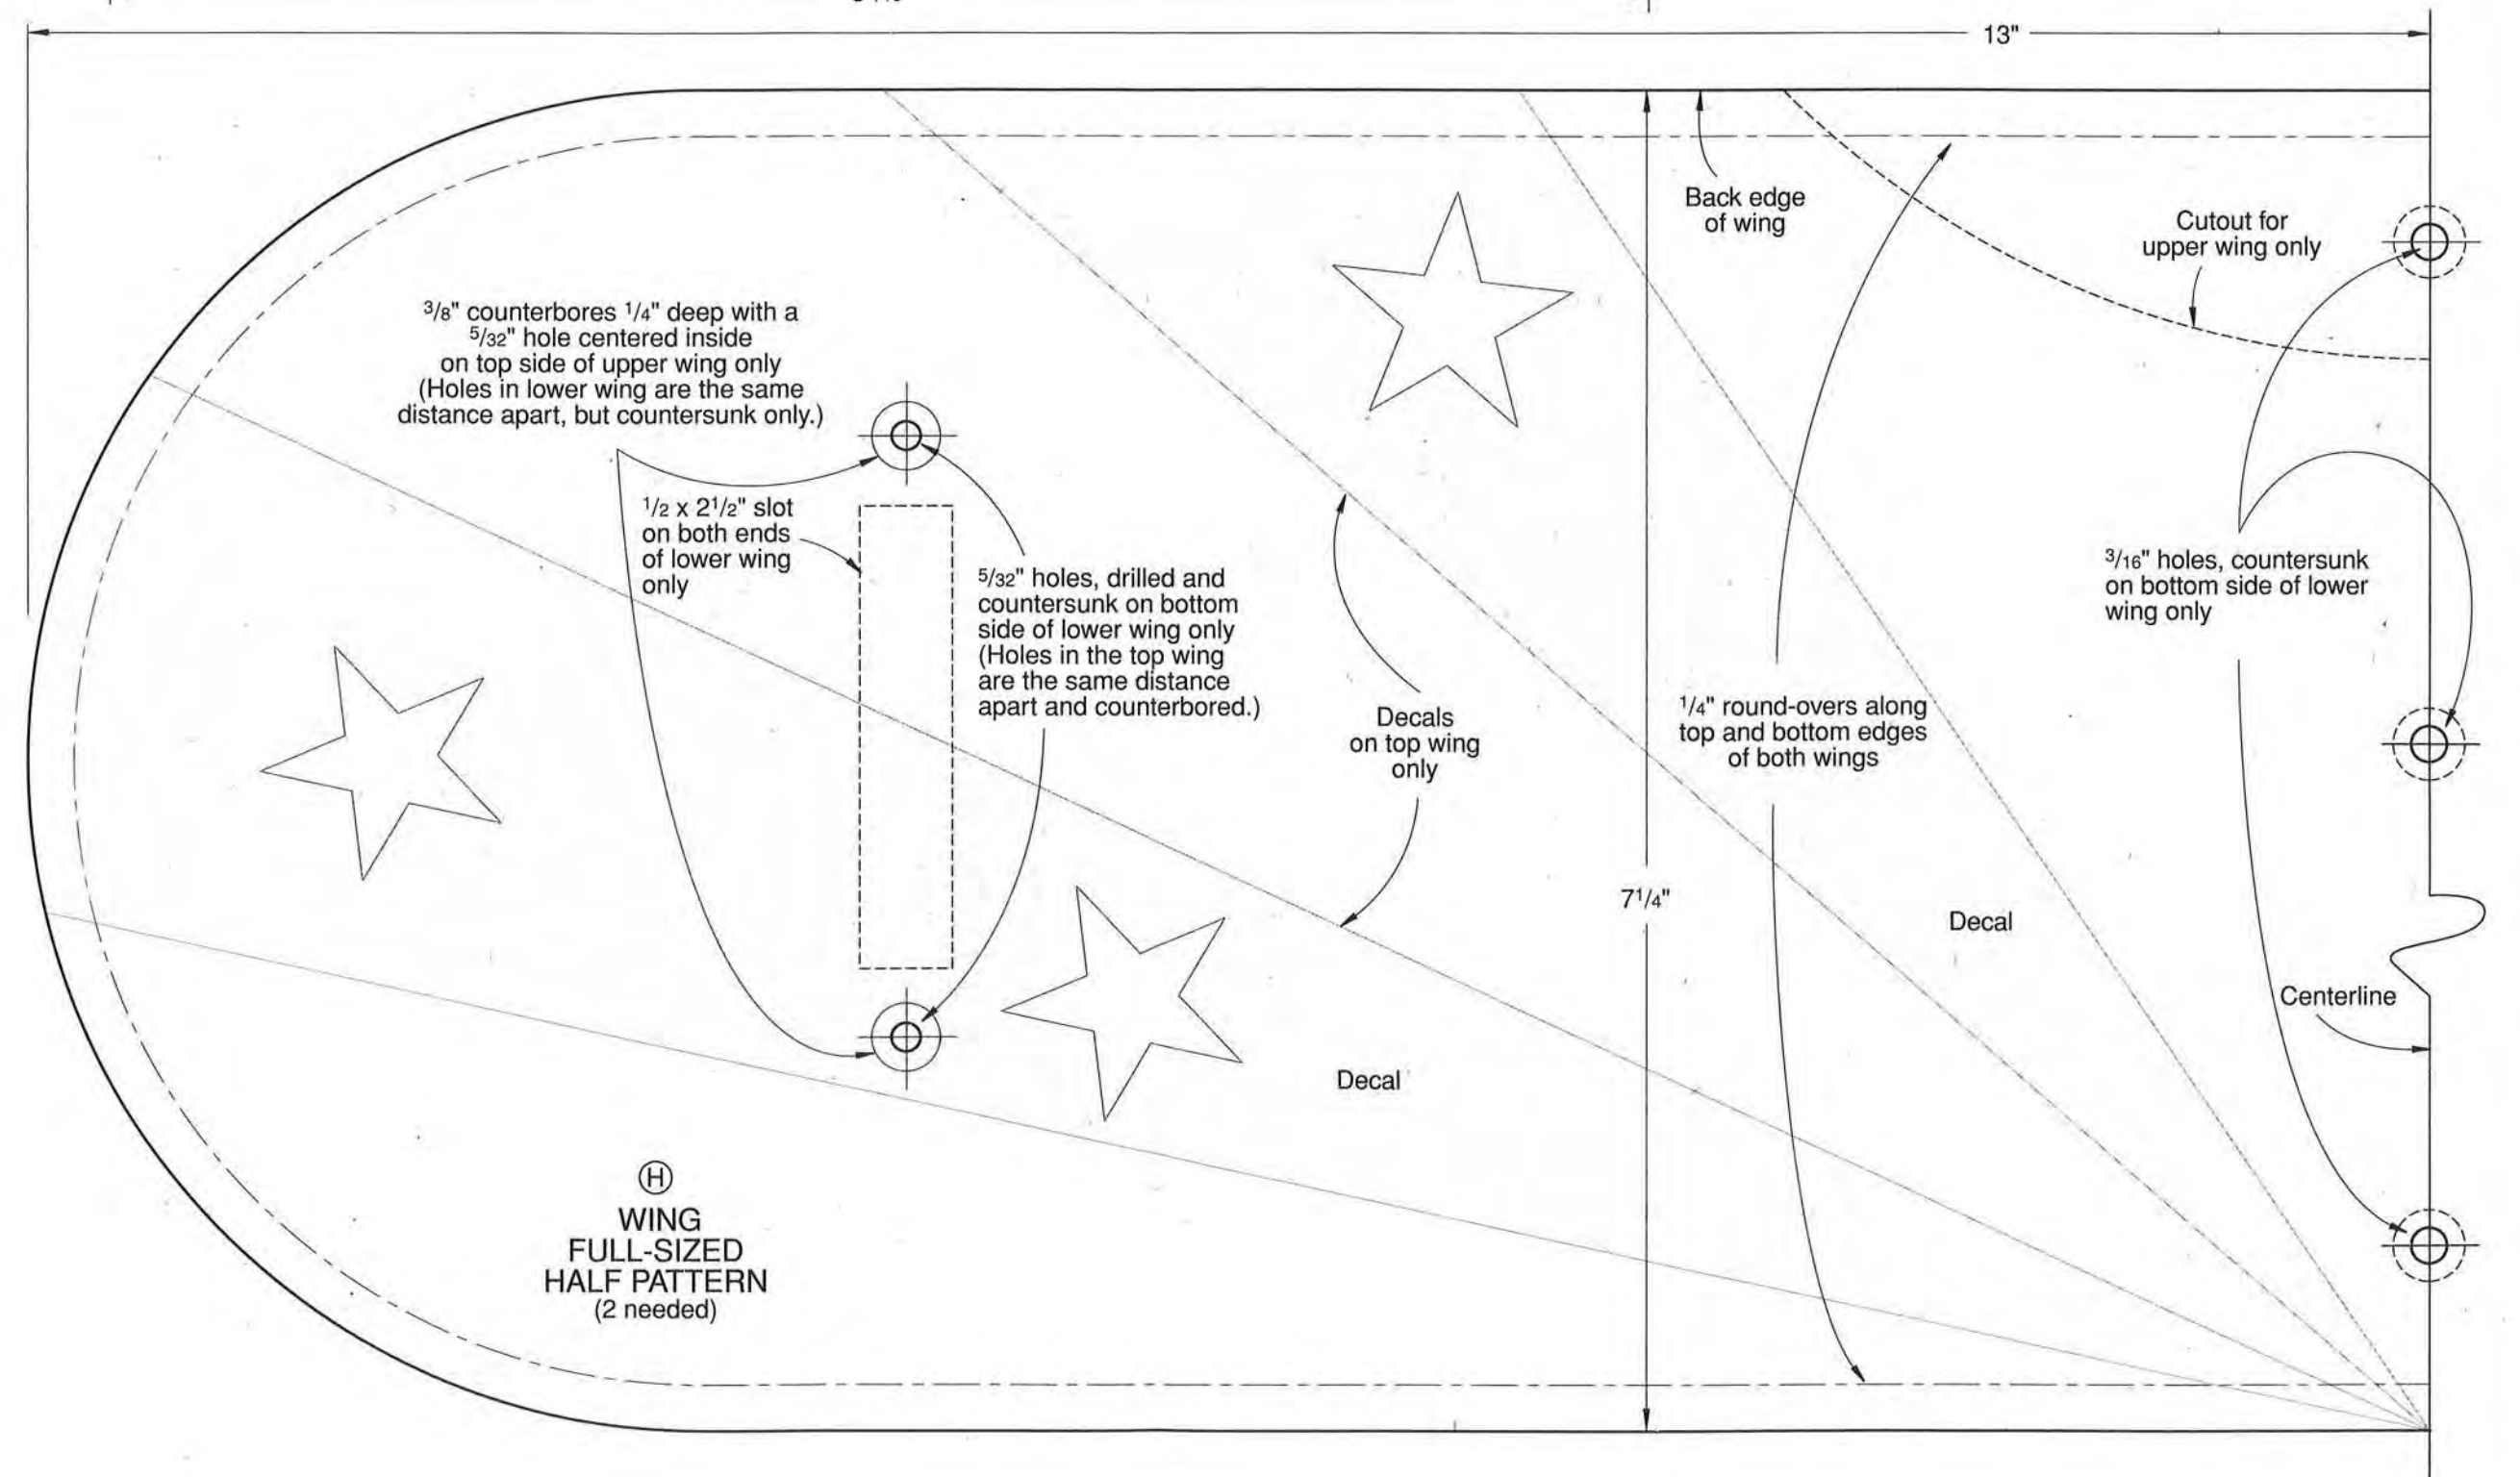 13"
Back edge
of wing
Cutout for
upper wing only
3/8" counterbores 1/4" deep with a
5/32" hole centered inside
on top side of upper wing only
(Holes in lower wing are the same
distance apart, but countersunk only.)
1/2 x 21/2" slot
on both ends
of lower wing
only
5/32" holes, drilled and
countersunk on bottom
side of lower wing only
(Holes in the top wing
are the same distance
apart and counterbored.)
3/16" holes, countersunk
on bottom side of lower
wing only
Decals
on top wing
only
1/4" round-overs along
top and bottom edges
of both wings
71/4"
Decal
Centerline
Decal
H
WING
FULL-SIZED
HALF PATTERN
(2 needed)